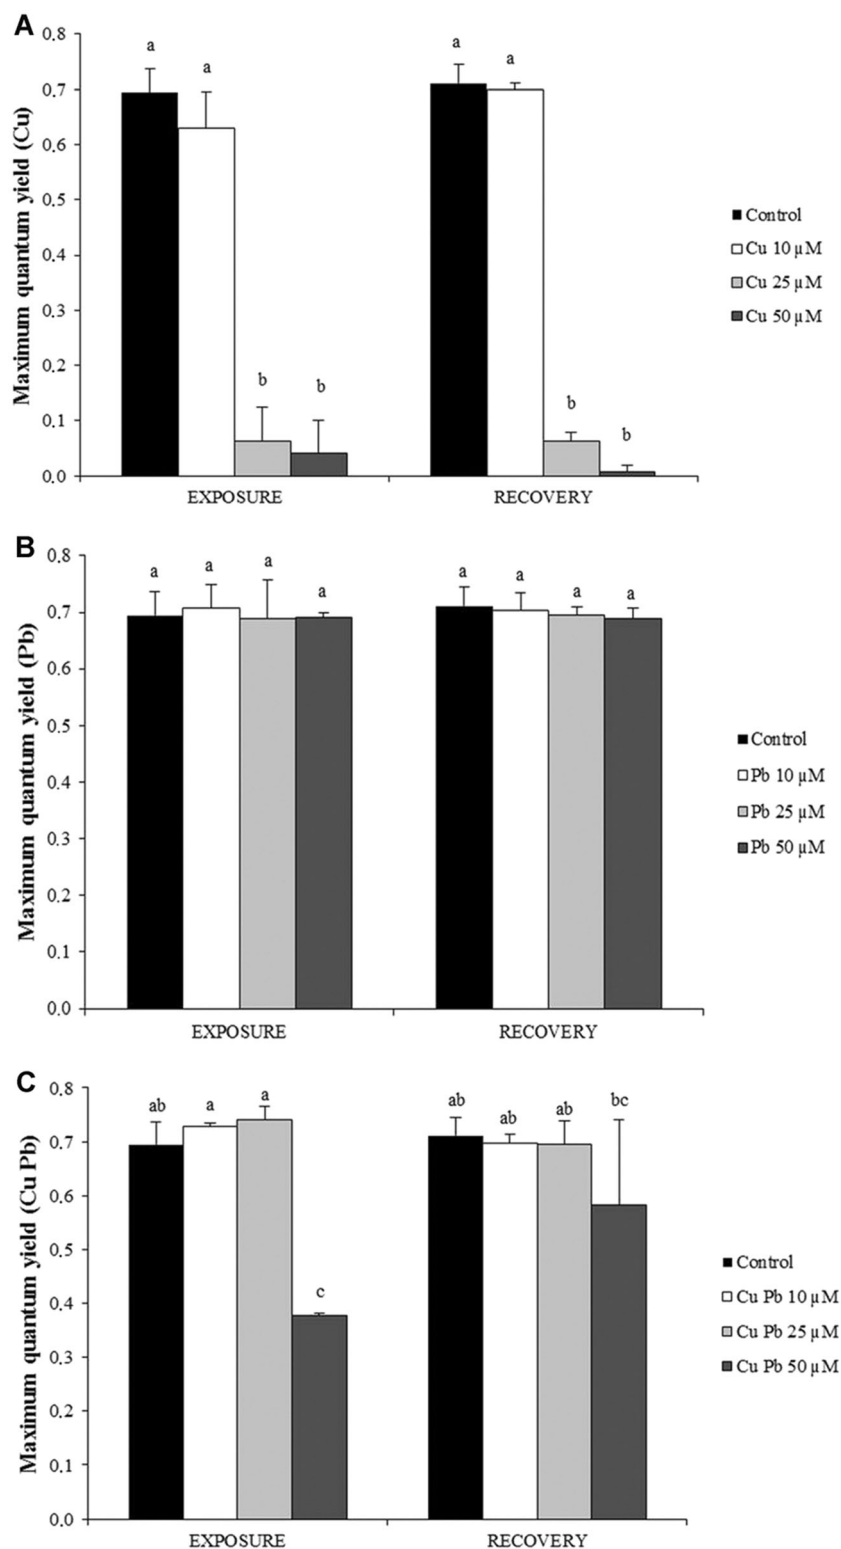 A
Maximum quantum yield (Cu)
0.8
0.7
0.6
0.5
0.4
0.3
0.2
0.1
0.0
a
a
b
b
a
a
b
b
EXPOSURE
RECOVERY
Control
Cu 10 µM
Cu 25 µM
Cu 50 µM
B
Maximum quantum yield (Pb)
0.8
0.7
0.6
0.5
0.4
0.3
0.2
0.1
0.0
a
a
a
a
a
a
a
a
EXPOSURE
RECOVERY
Control
Pb 10 µM
Pb 25 µM
Pb 50 µM
C
Maximum quantum yield (Cu Pb)
0.8
0.7
0.6
0.5
0.4
0.3
0.2
0.1
0.0
ab
a
a
c
ab
ab
ab
bc
EXPOSURE
RECOVERY
Control
Cu Pb 10 µM
Cu Pb 25 µM
Cu Pb 50 µM